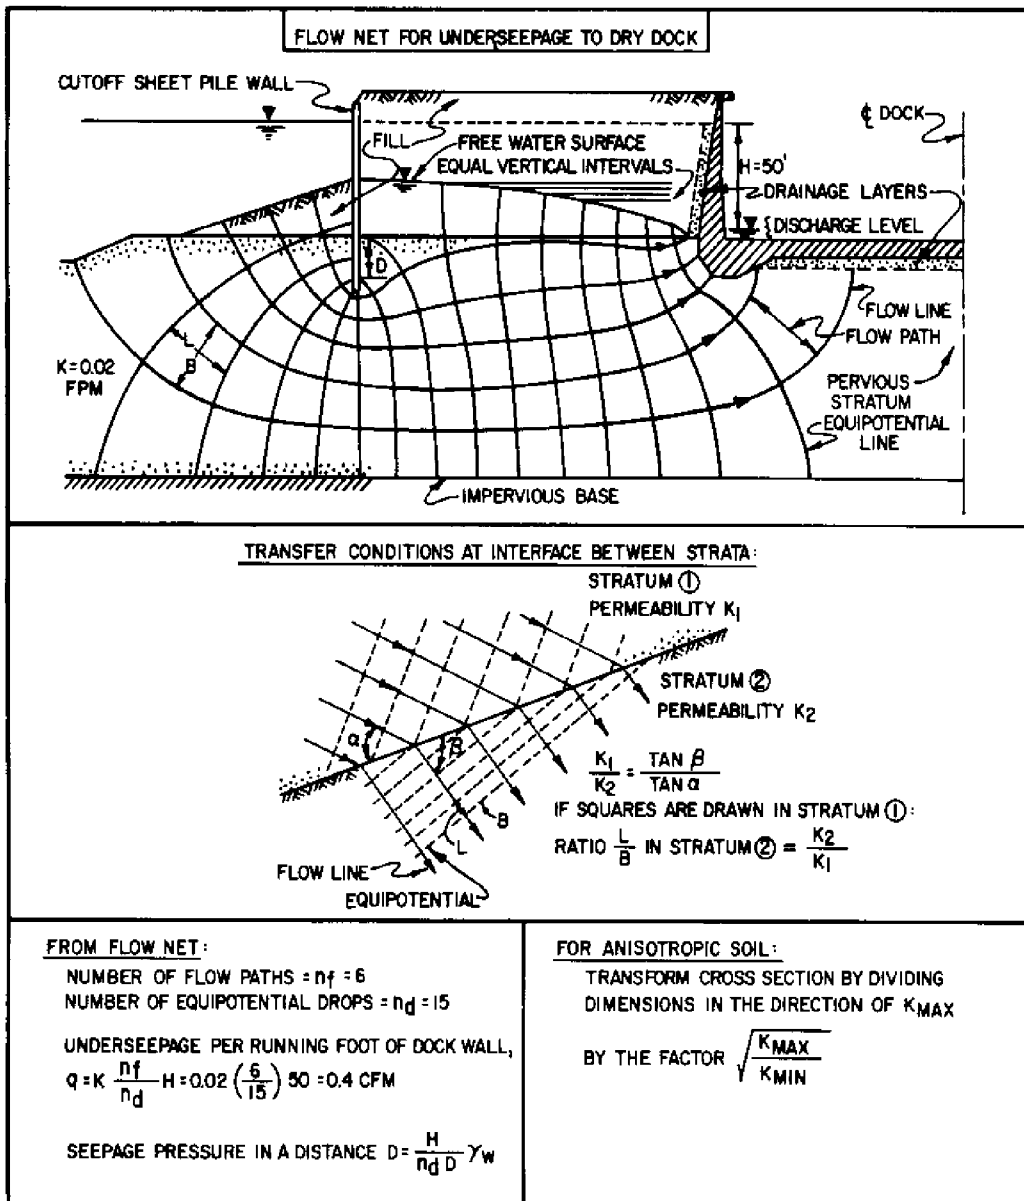 FLOW NET FOR UNDERSEEPAGE TO DRY DOCK
CUTOFF SHEET PILE WALL
℄ DOCK
FILL
FREE WATER SURFACE
EQUAL VERTICAL INTERVALS
H=50'
DRAINAGE LAYERS
DISCHARGE LEVEL
D
FLOW LINE
FLOW PATH
L
B
K=0.02
FPM
PERVIOUS
STRATUM
EQUIPOTENTIAL
LINE
IMPERVIOUS BASE
TRANSFER CONDITIONS AT INTERFACE BETWEEN STRATA:
STRATUM ①
PERMEABILITY K1
STRATUM ②
PERMEABILITY K2
α
β
K1/K2 = TAN β/TAN α
IF SQUARES ARE DRAWN IN STRATUM ①:
RATIO L/B IN STRATUM ② = K2/K1
B
L
FLOW LINE
EQUIPOTENTIAL
FROM FLOW NET:
NUMBER OF FLOW PATHS = nf = 6
NUMBER OF EQUIPOTENTIAL DROPS = nd = 15
UNDERSEEPAGE PER RUNNING FOOT OF DOCK WALL,
q = K nf/nd H = 0.02 (6/15) 50 = 0.4 CFM
SEEPAGE PRESSURE IN A DISTANCE D = H/nd D γw
FOR ANISOTROPIC SOIL:
TRANSFORM CROSS SECTION BY DIVIDING
DIMENSIONS IN THE DIRECTION OF KMAX
BY THE FACTOR √KMAX/KMIN